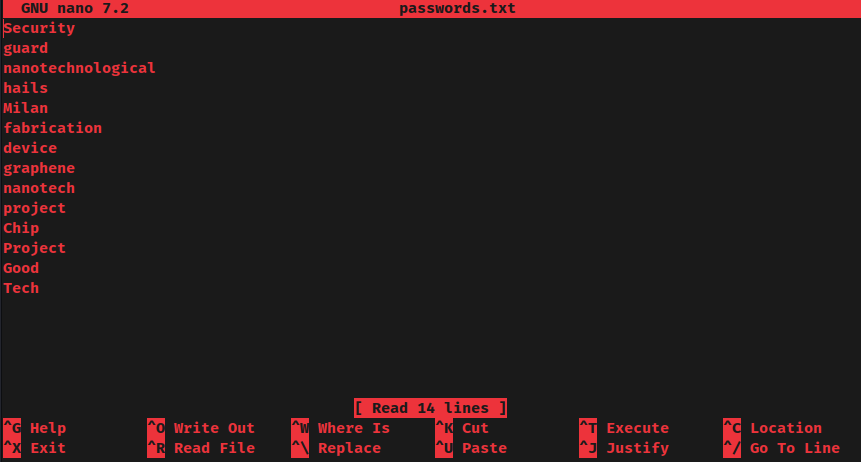 GNU nano 7.2 passwords.txt
Security
guard
nanotechnological
hails
Milan
fabrication
device
graphene
nanotech
project
Chip
Project
Good
Tech
[ Read 14 lines ]
^G Help ^O Write Out ^W Where Is ^K Cut ^T Execute ^C Location
^X Exit ^R Read File ^\ Replace ^U Paste ^J Justify ^/ Go To Line